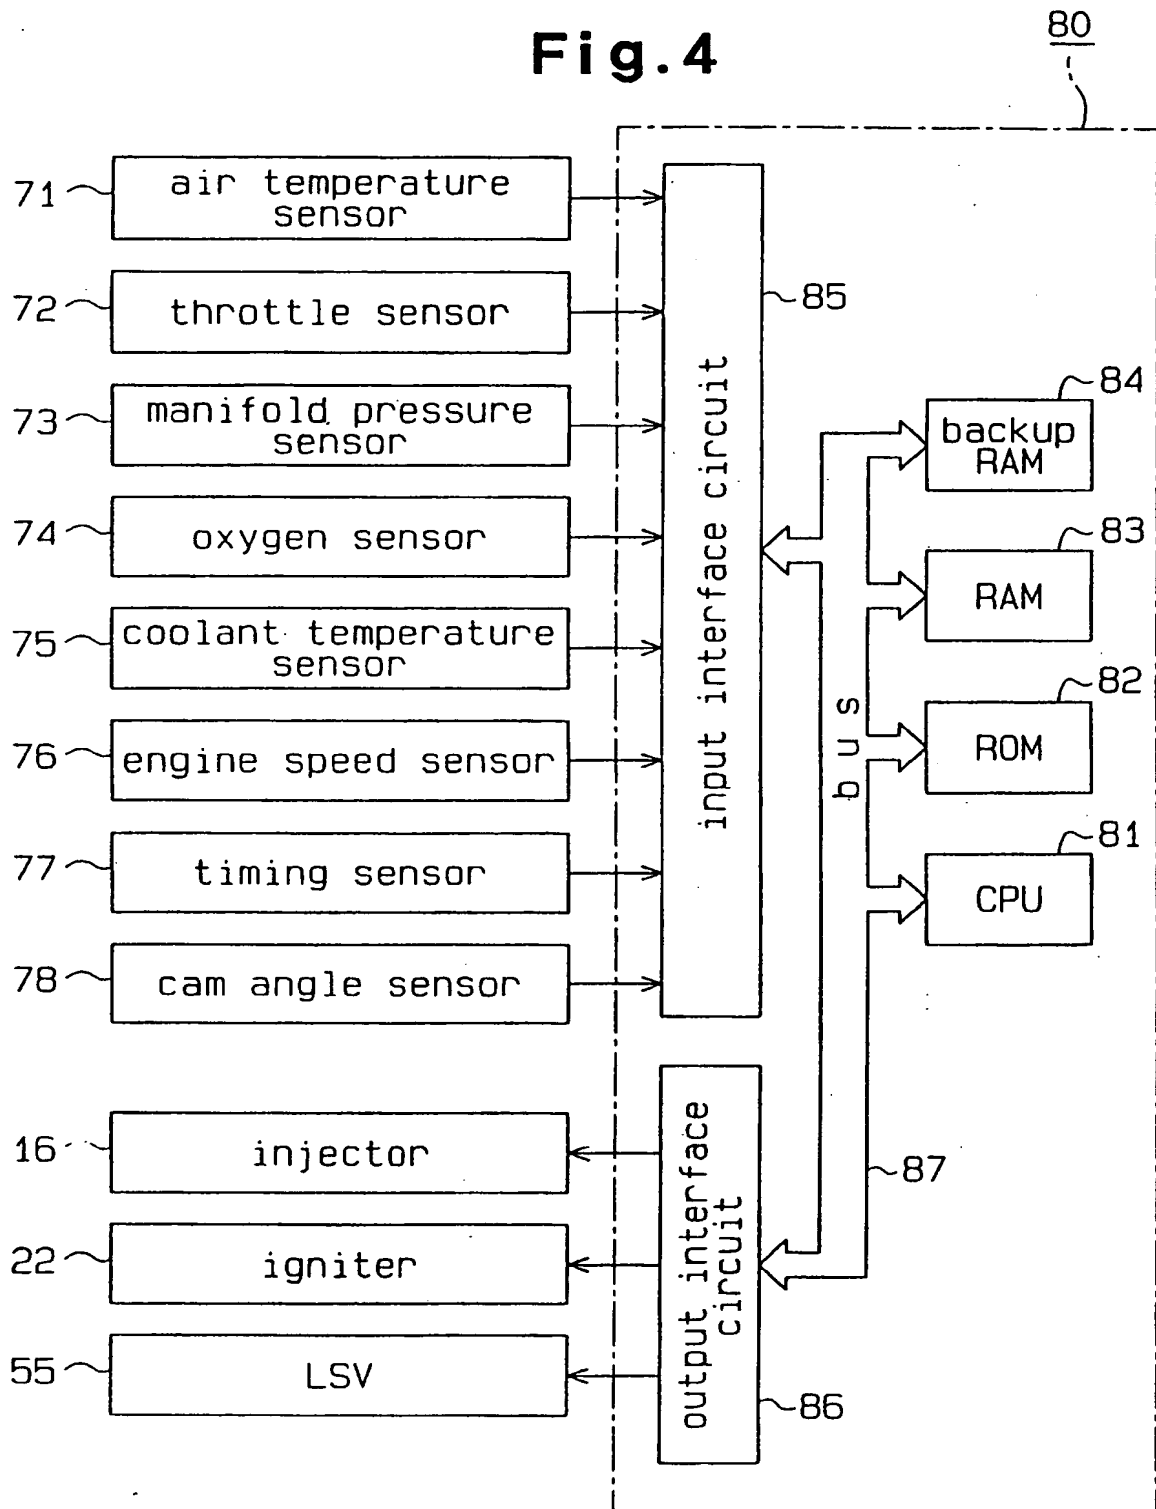 Fig.4
80
71
air temperature
sensor
72
throttle sensor
73
manifold pressure
sensor
74
oxygen sensor
75
coolant temperature
sensor
76
engine speed sensor
77
timing sensor
78
cam angle sensor
16
injector
22
igniter
55
LSV
input interface circuit
85
output interface
circuit
86
bus
87
84
backup
RAM
83
RAM
82
ROM
81
CPU